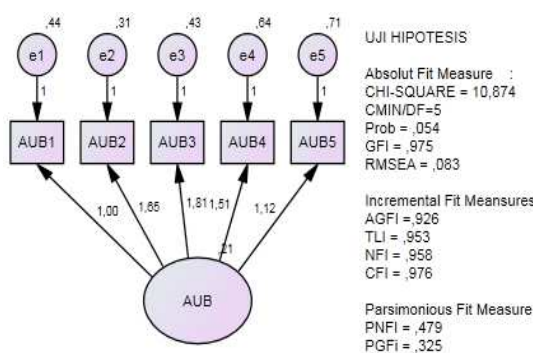 ,44 ,31 ,43 ,64 ,71
e1 e2 e3 e4 e5
1 1 1 1 1
AUB1 AUB2 AUB3 AUB4 AUB5
1,00 1,65 1,81 1,51 1,12
,21
AUB
UJI HIPOTESIS
Absolut Fit Measure :
CHI-SQUARE = 10,874
CMIN/DF=5
Prob = ,054
GFI = ,975
RMSEA = ,083
Incremental Fit Meansures
AGFI =,926
TLI = ,953
NFI = ,958
CFI = ,976
Parsimonious Fit Measure
PNFI = ,479
PGFi = ,325